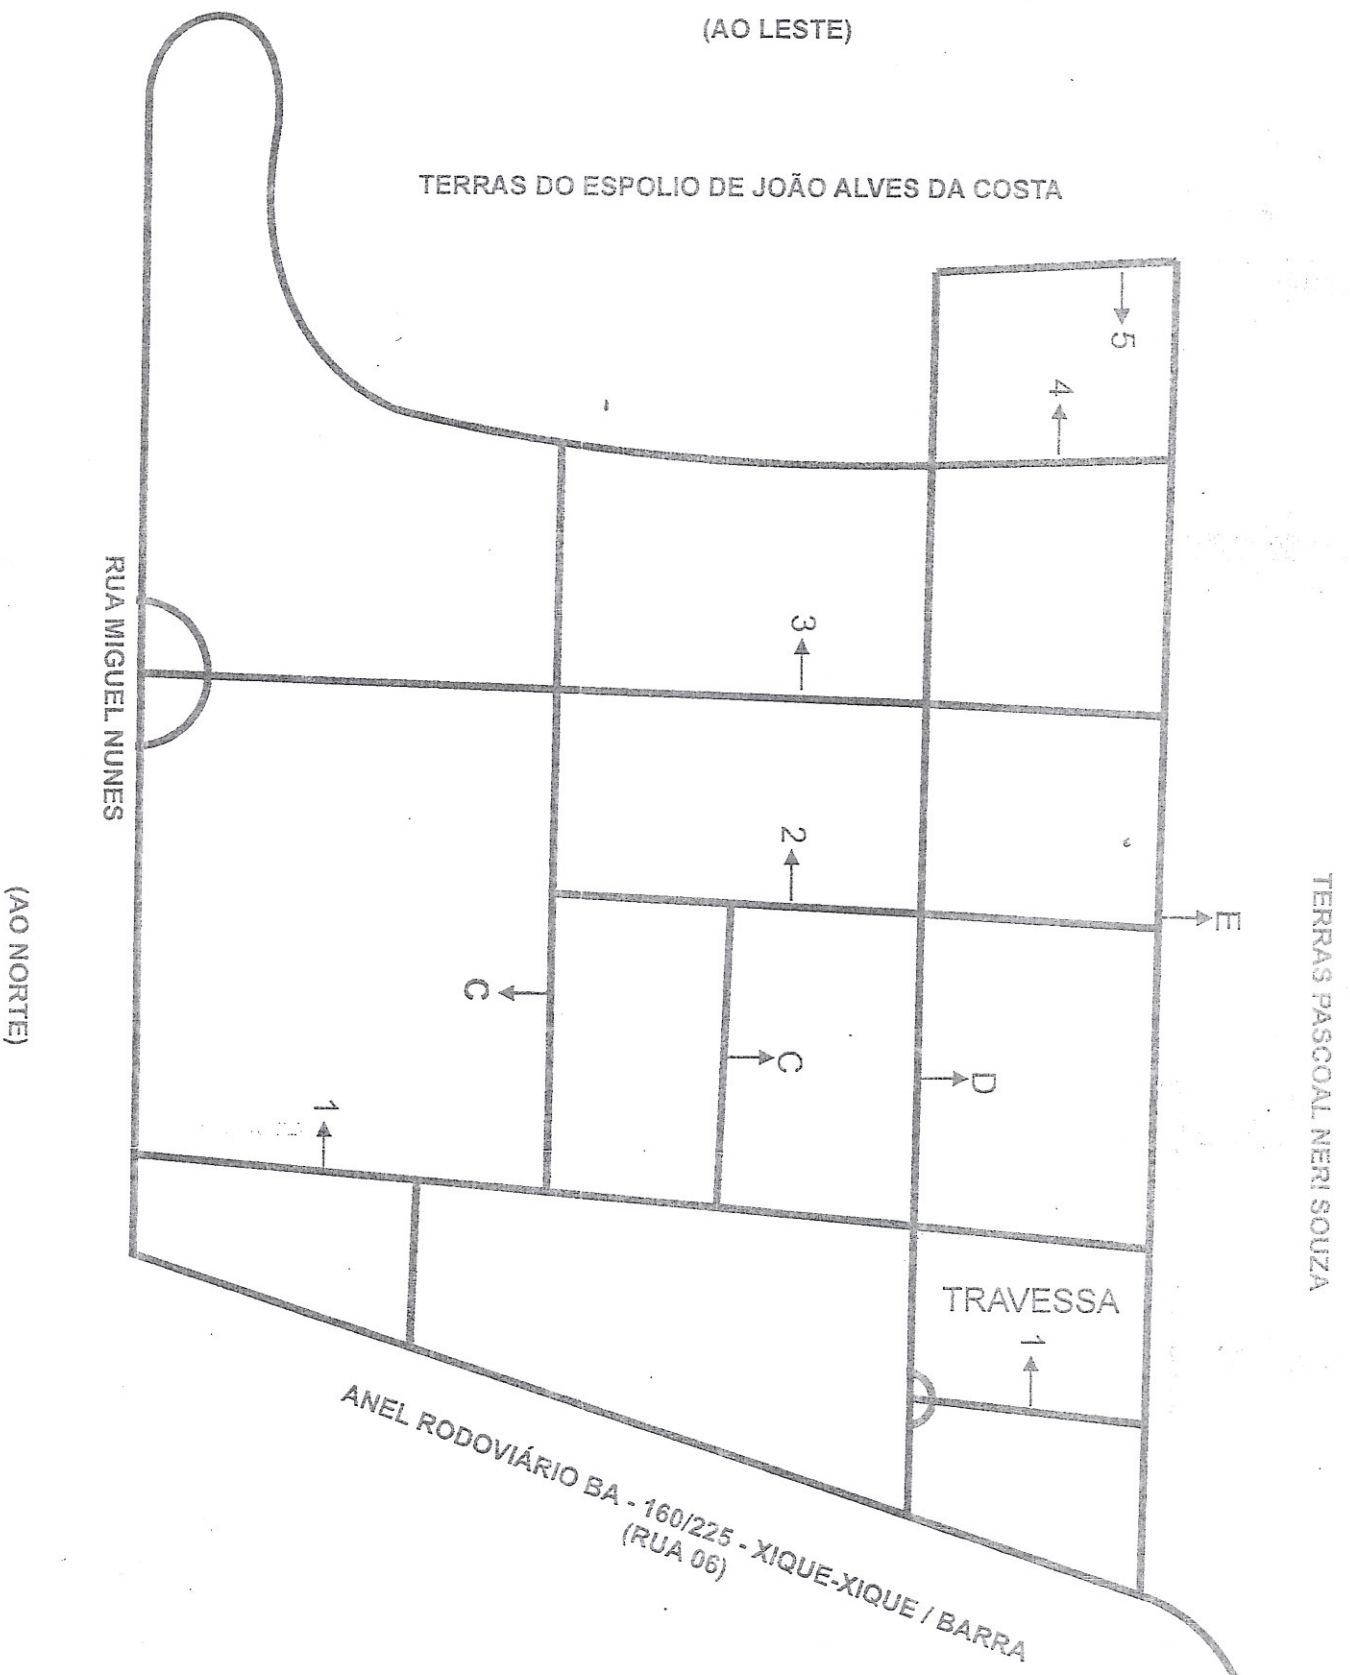 (AO LESTE)
TERRAS DO ESPOLIO DE JOÃO ALVES DA COSTA
5
4
3
RUA MIGUEL NUNES
2
E
TERRAS PASCOAL NERI SOUZA
(AO NORTE)
C
C
D
1
TRAVESSA
1
ANEL RODOVIÁRIO BA - 160/225 - XIQUE-XIQUE / BARRA
(RUA 06)